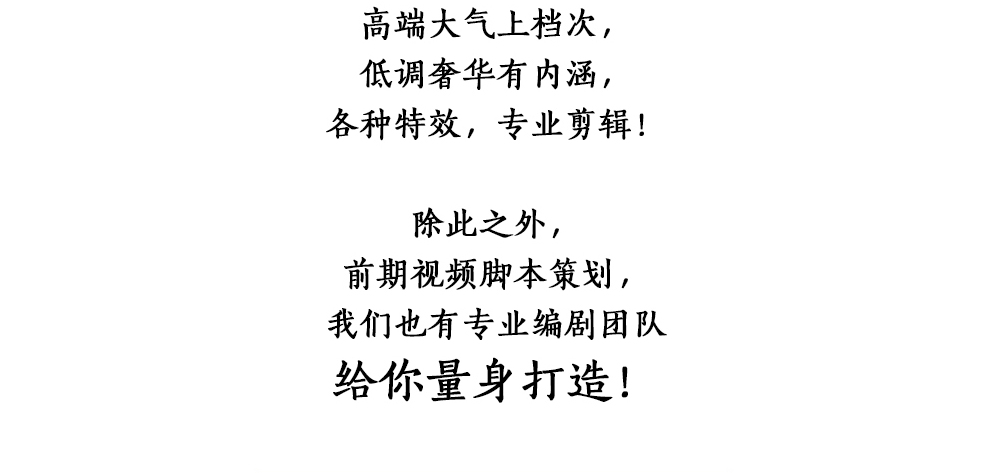 高端大气上档次，
低调奢华有内涵，
各种特效，专业剪辑！
除此之外，
前期视频脚本策划，
我们也有专业编剧团队
给你量身打造！